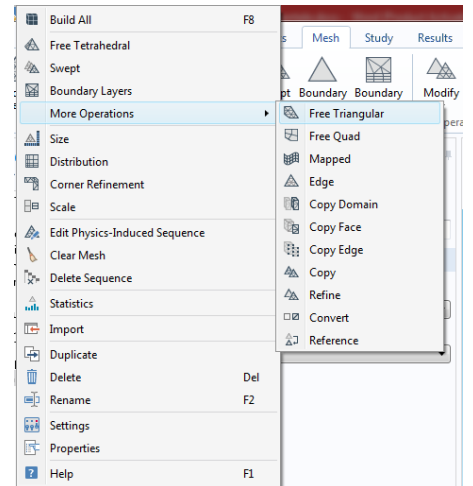 Build All F8
Free Tetrahedral
Swept
Boundary Layers
More Operations
Size
Distribution
Corner Refinement
Scale
Edit Physics-Induced Sequence
Clear Mesh
Delete Sequence
Statistics
Import
Duplicate
Delete Del
Rename F2
Settings
Properties
Help F1
Mesh Study Results
Boundary Boundary Modify
Free Triangular
Free Quad
Mapped
Edge
Copy Domain
Copy Face
Copy Edge
Copy
Refine
Convert
Reference